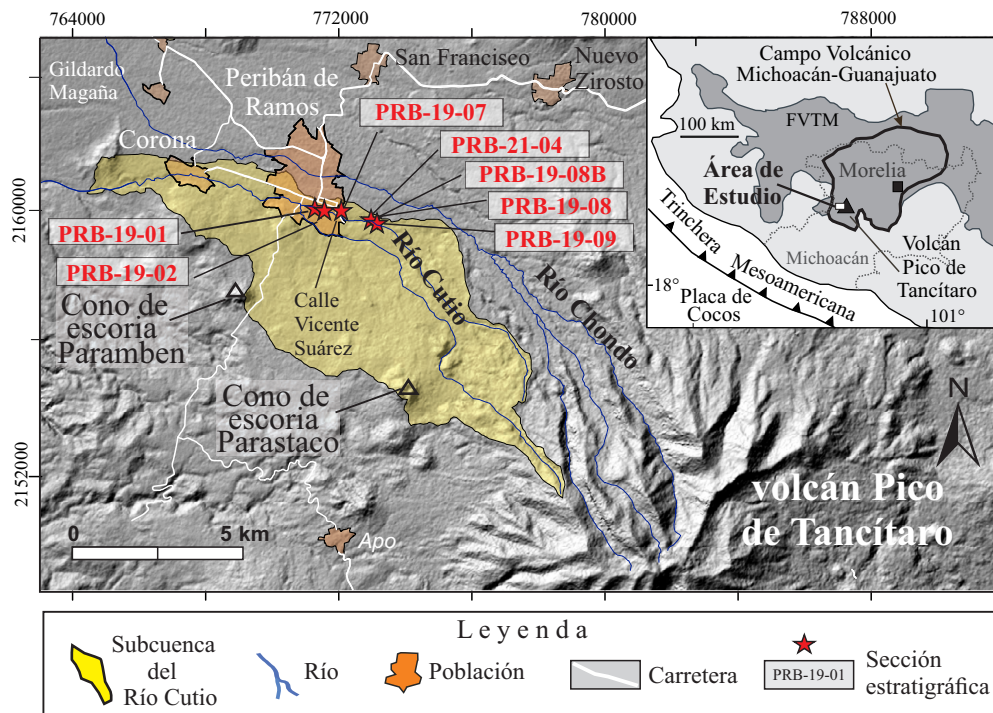 764000
772000
780000
788000
2160000
2152000
Gildardo
Magaña
Peribán de
Ramos
San Francisco
Nuevo
Zirosto
Corona
PRB-19-07
PRB-21-04
PRB-19-08B
PRB-19-08
PRB-19-09
PRB-19-01
PRB-19-02
Cono de
escoria
Paramben
Calle
Vicente
Suárez
Río Cutio
Río Chondo
Cono de
escoria
Parastaco
N
volcán Pico
de Tancítaro
0
5 km
Apo
Campo Volcánico
Michoacán-Guanajuato
100 km
FVTM
Área de
Estudio
Morelia
Michoacán
Volcán
Pico de
Tancítaro
Trinchera Mesoamericana
18°
Placa de
Cocos
101°
Leyenda
Subcuenca
del
Río Cutio
Río
Población
Carretera
PRB-19-01
Sección
estratigráfica